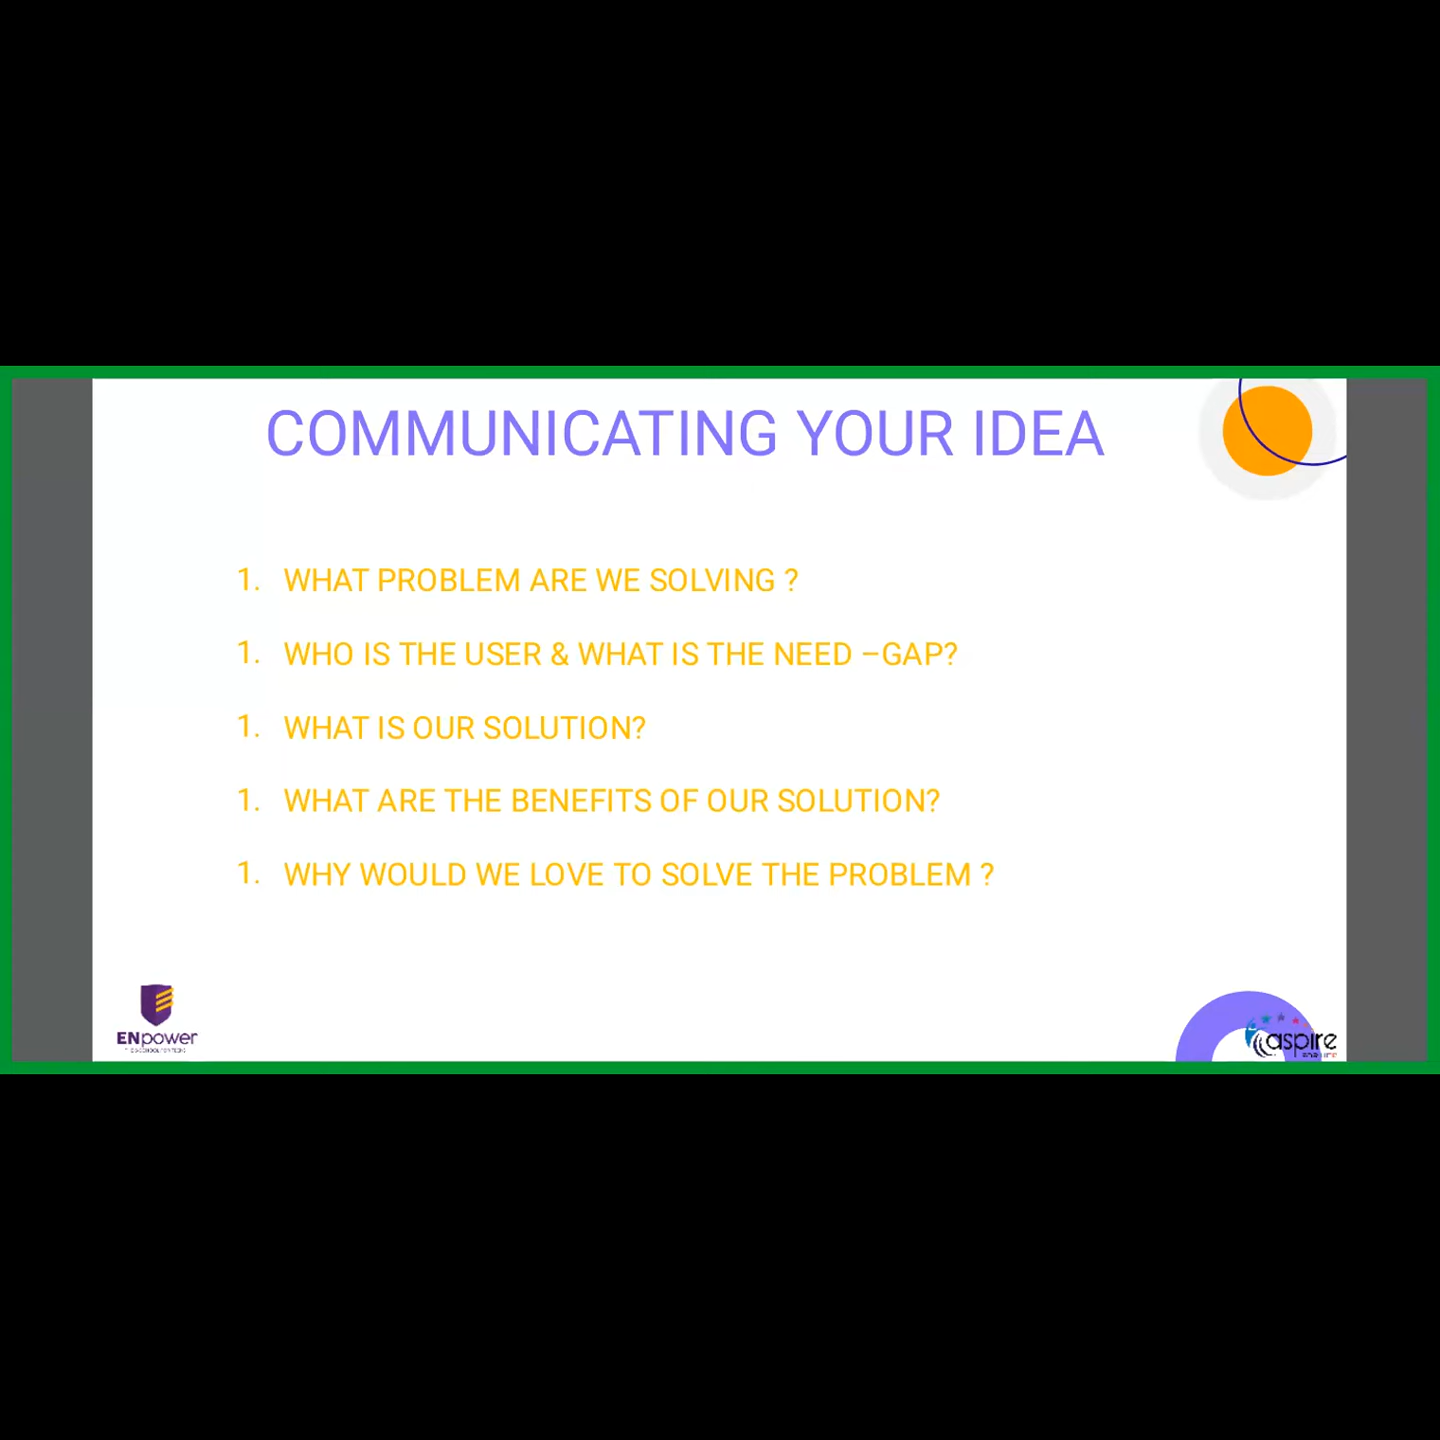 COMMUNICATING YOUR IDEA
1. WHAT PROBLEM ARE WE SOLVING ?
1. WHO IS THE USER & WHAT IS THE NEED –GAP?
1. WHAT IS OUR SOLUTION?
1. WHAT ARE THE BENEFITS OF OUR SOLUTION?
1. WHY WOULD WE LOVE TO SOLVE THE PROBLEM ?
ENpower
aspire